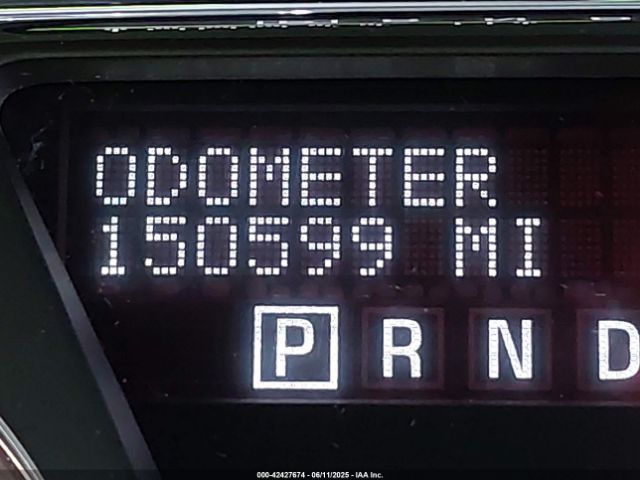 ODOMETER
150599 MI
P R N D
000-42427674 - 06/11/2025 - IAA Inc.